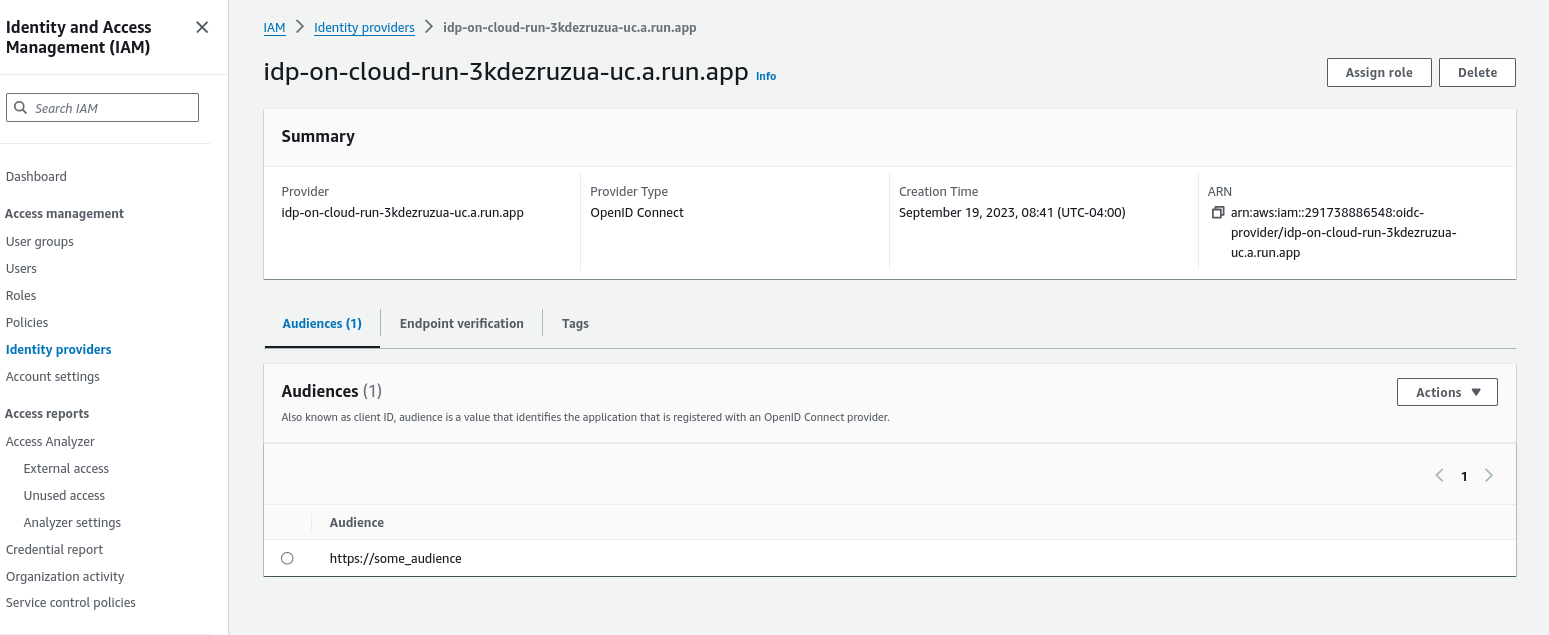 Identity and Access
Management (IAM)
Search IAM
Dashboard
Access management
User groups
Users
Roles
Policies
Identity providers
Account settings
Access reports
Access Analyzer
External access
Unused access
Analyzer settings
Credential report
Organization activity
Service control policies
IAM > Identity providers > idp-on-cloud-run-3kdezruzua-uc.a.run.app
idp-on-cloud-run-3kdezruzua-uc.a.run.app Info
Assign role
Delete
Summary
Provider
idp-on-cloud-run-3kdezruzua-uc.a.run.app
Provider Type
OpenID Connect
Creation Time
September 19, 2023, 08:41 (UTC-04:00)
ARN
arn:aws:iam::291738886548:oidc-
provider/idp-on-cloud-run-3kdezruzua-
uc.a.run.app
Audiences (1)
Endpoint verification
Tags
Audiences (1)
Also known as client ID, audience is a value that identifies the application that is registered with an OpenID Connect provider.
Actions
1
Audience
https://some_audience